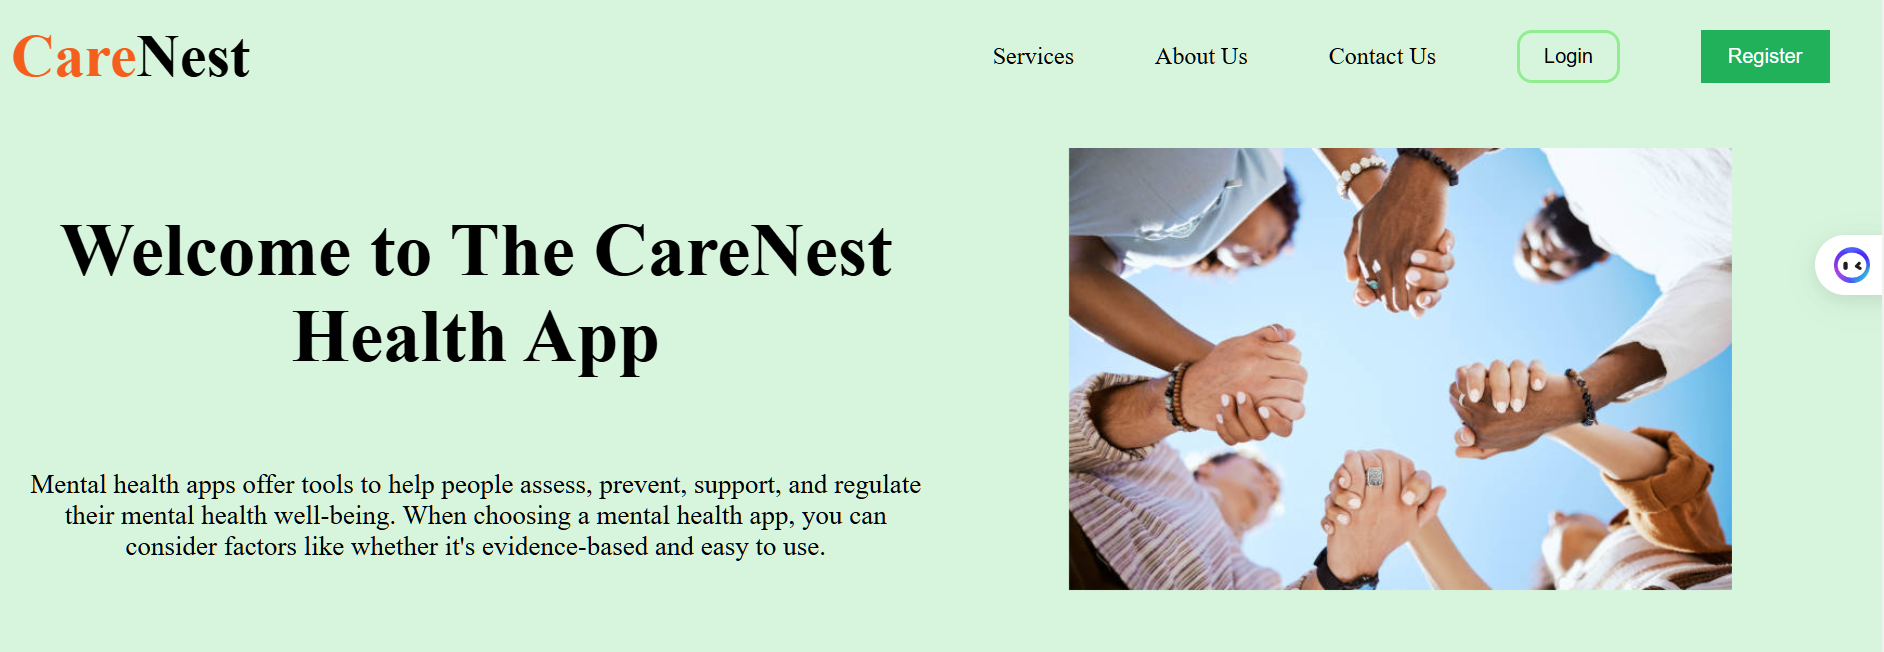 CareNest
Services
About Us
Contact Us
Login
Register
Welcome to The CareNest
Health App
Mental health apps offer tools to help people assess, prevent, support, and regulate
their mental health well-being. When choosing a mental health app, you can
consider factors like whether it's evidence-based and easy to use.